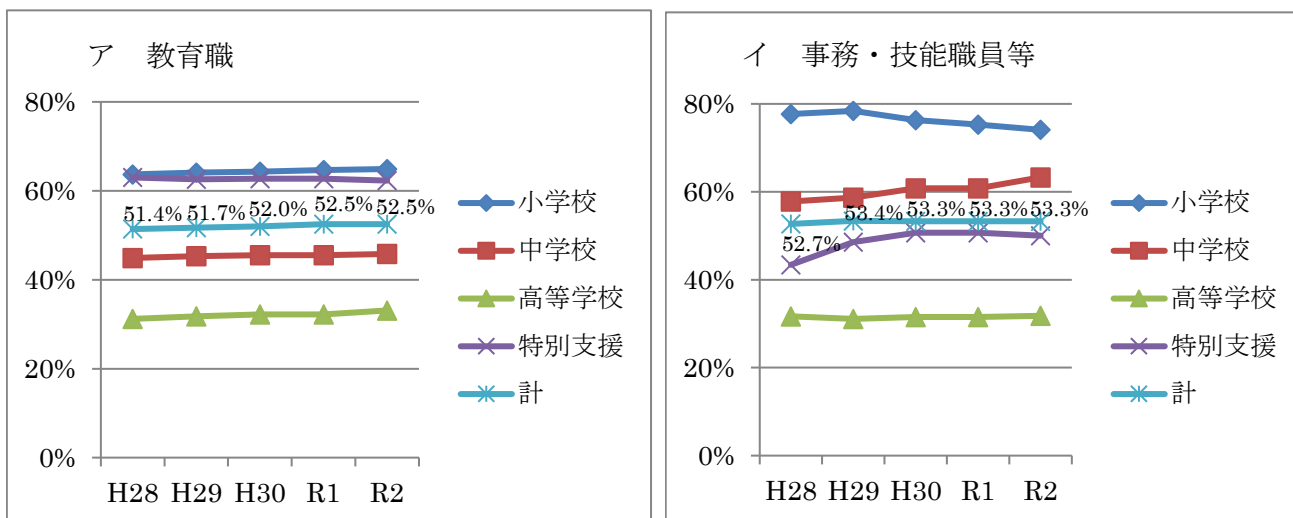 ア 教育職
80%
60%
40%
20%
0%
51.4% 51.7% 52.0% 52.5% 52.5%
H28 H29 H30 R1 R2
小学校
中学校
高等学校
特別支援
計
イ 事務・技能職員等
80%
60%
40%
20%
0%
52.7% 53.4% 53.3% 53.3% 53.3%
H28 H29 H30 R1 R2
小学校
中学校
高等学校
特別支援
計